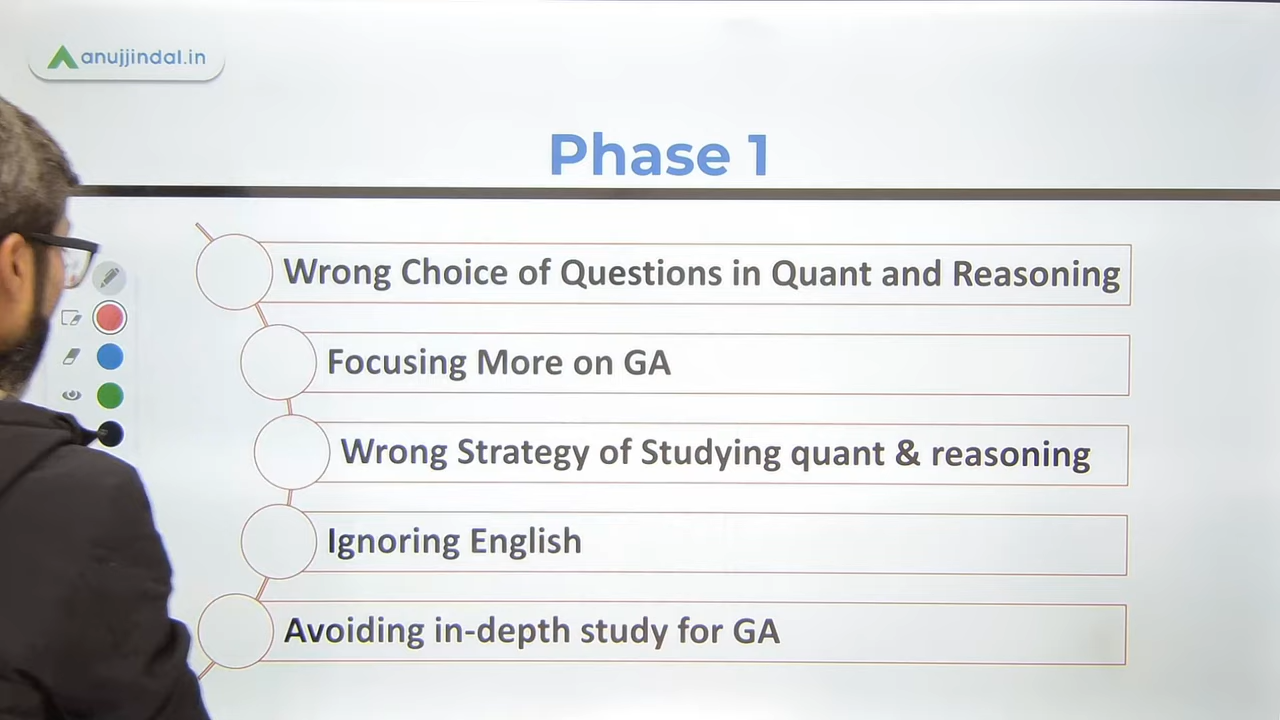 anujjindal.in
Phase 1
Wrong Choice of Questions in Quant and Reasoning
Focusing More on GA
Wrong Strategy of Studying quant & reasoning
Ignoring English
Avoiding in-depth study for GA